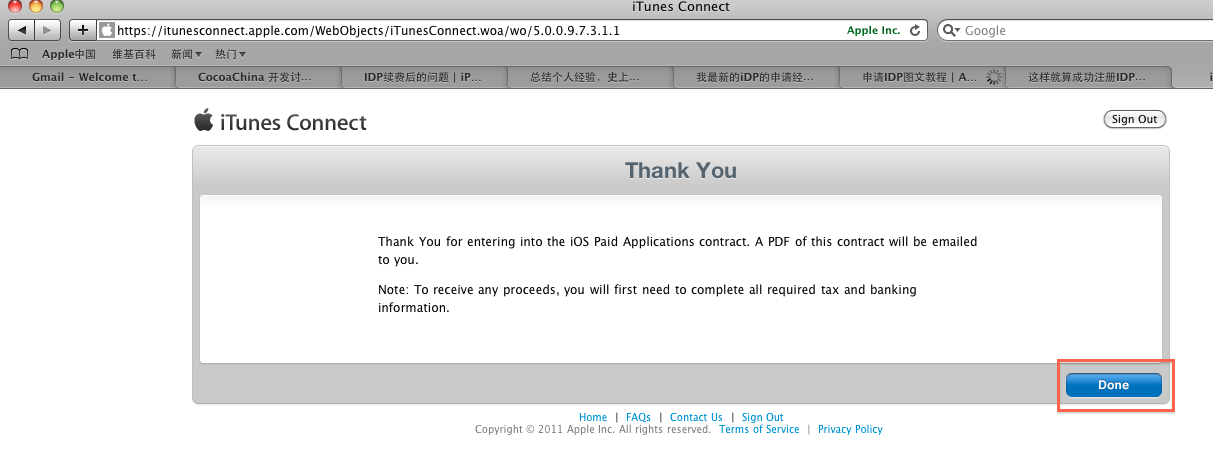 iTunes Connect
https://itunesconnect.apple.com/WebObjects/iTunesConnect.woa/wo/5.0.0.9.7.3.1.1 Apple Inc. Google
Apple中国 维基百科 新闻 热门
Gmail – Welcome t... CocoaChina 开发讨... IDP续费后的问题 | iP... 总结个人经验，史上... 我最新的iDP的申请经... 申请IDP图文教程 | A... 这样就算成功注册IDP...
iTunes Connect Sign Out
Thank You
Thank You for entering into the iOS Paid Applications contract. A PDF of this contract will be emailed
to you.
Note: To receive any proceeds, you will first need to complete all required tax and banking
information.
Done
Home | FAQs | Contact Us | Sign Out
Copyright © 2011 Apple Inc. All rights reserved. Terms of Service | Privacy Policy